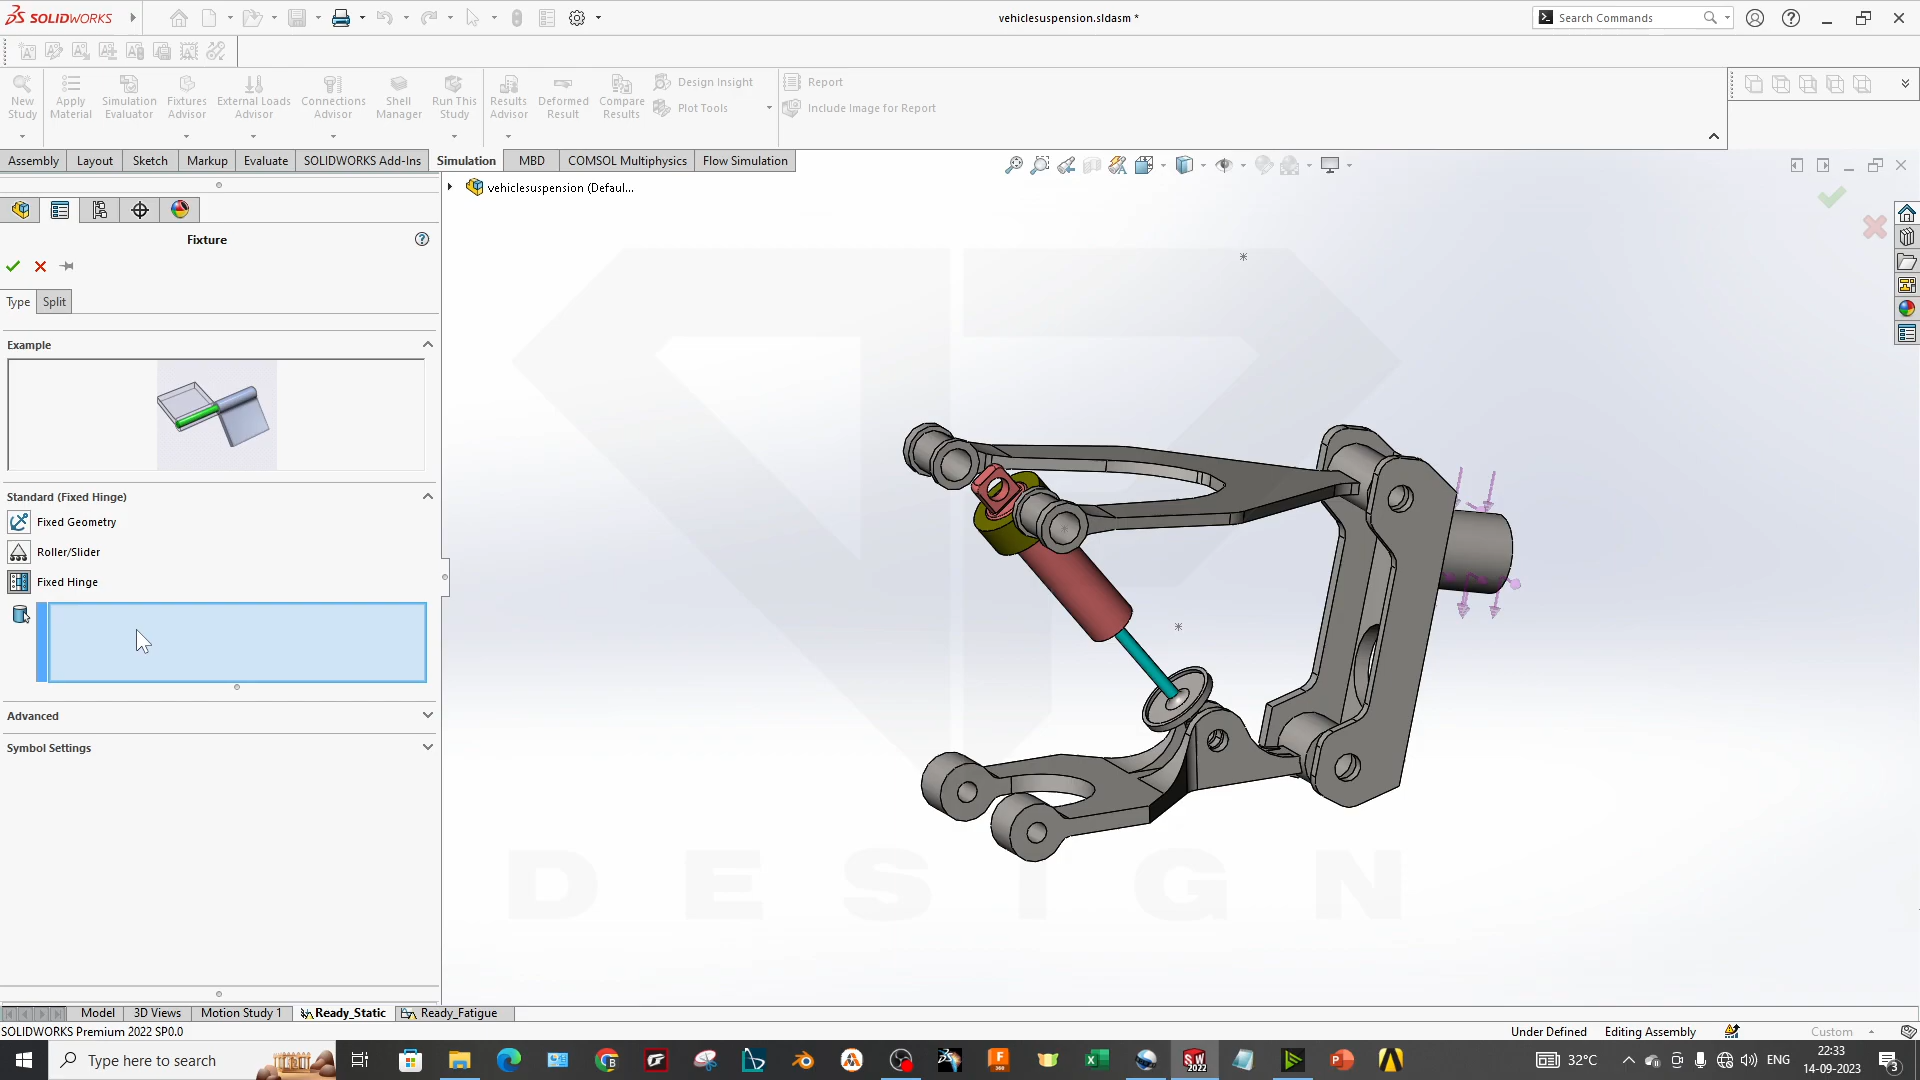 SOLIDWORKS
vehiclesuspension.sldasm *
Search Commands
New Study
Apply Material
Simulation Evaluator
Fixtures Advisor
External Loads Advisor
Connections Advisor
Shell Manager
Run This Study
Results Advisor
Deformed Result
Compare Results
Design Insight
Plot Tools
Report
Include Image for Report
Assembly
Layout
Sketch
Markup
Evaluate
SOLIDWORKS Add-Ins
Simulation
MBD
COMSOL Multiphysics
Flow Simulation
vehiclesuspension (Defaul...
Fixture
Type
Split
Example
Standard (Fixed Hinge)
Fixed Geometry
Roller/Slider
Fixed Hinge
Advanced
Symbol Settings
DESIGN
Model
3D Views
Motion Study 1
Ready_Static
Ready_Fatigue
SOLIDWORKS Premium 2022 SP0.0
Under Defined
Editing Assembly
Custom
Type here to search
32°C
ENG
22:33
14-09-2023